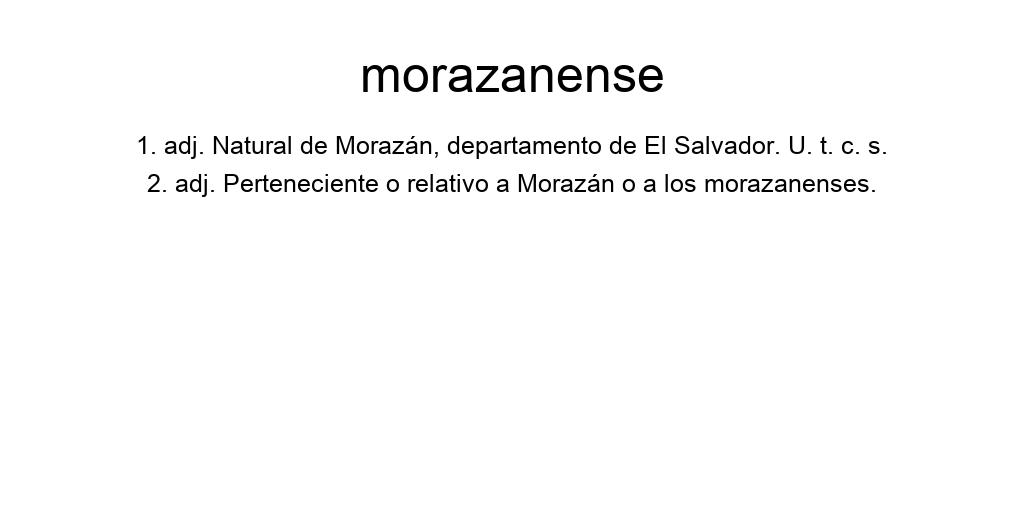 morazanense
1. adj. Natural de Morazán, departamento de El Salvador. U. t. c. s.
2. adj. Perteneciente o relativo a Morazán o a los morazanenses.